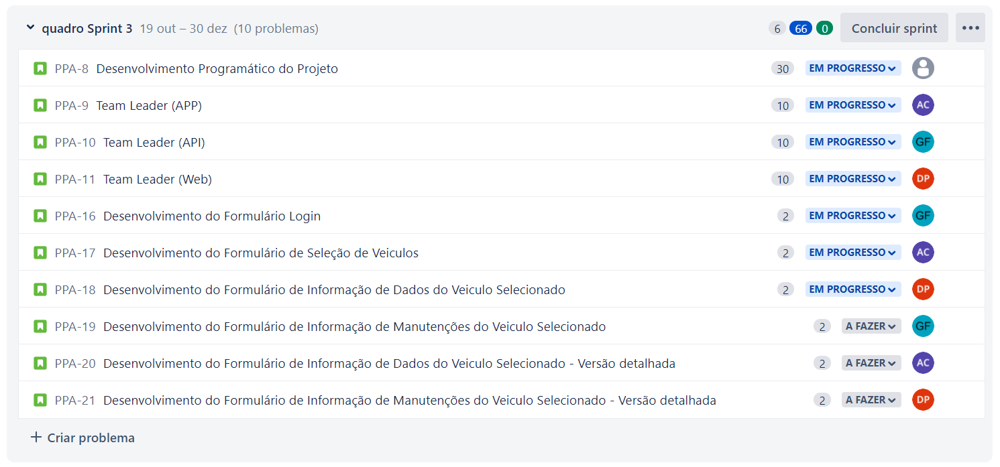 quadro Sprint 3 19 out – 30 dez (10 problemas) 6 66 0 Concluir sprint
PPA-8 Desenvolvimento Programático do Projeto 30 EM PROGRESSO
PPA-9 Team Leader (APP) 10 EM PROGRESSO AC
PPA-10 Team Leader (API) 10 EM PROGRESSO GF
PPA-11 Team Leader (Web) 10 EM PROGRESSO DP
PPA-16 Desenvolvimento do Formulário Login 2 EM PROGRESSO GF
PPA-17 Desenvolvimento do Formulário de Seleção de Veiculos 2 EM PROGRESSO AC
PPA-18 Desenvolvimento do Formulário de Informação de Dados do Veiculo Selecionado 2 EM PROGRESSO DP
PPA-19 Desenvolvimento do Formulário de Informação de Manutenções do Veiculo Selecionado 2 A FAZER GF
PPA-20 Desenvolvimento do Formulário de Informação de Dados do Veiculo Selecionado - Versão detalhada 2 A FAZER AC
PPA-21 Desenvolvimento do Formulário de Informação de Manutenções do Veiculo Selecionado - Versão detalhada 2 A FAZER DP
+ Criar problema